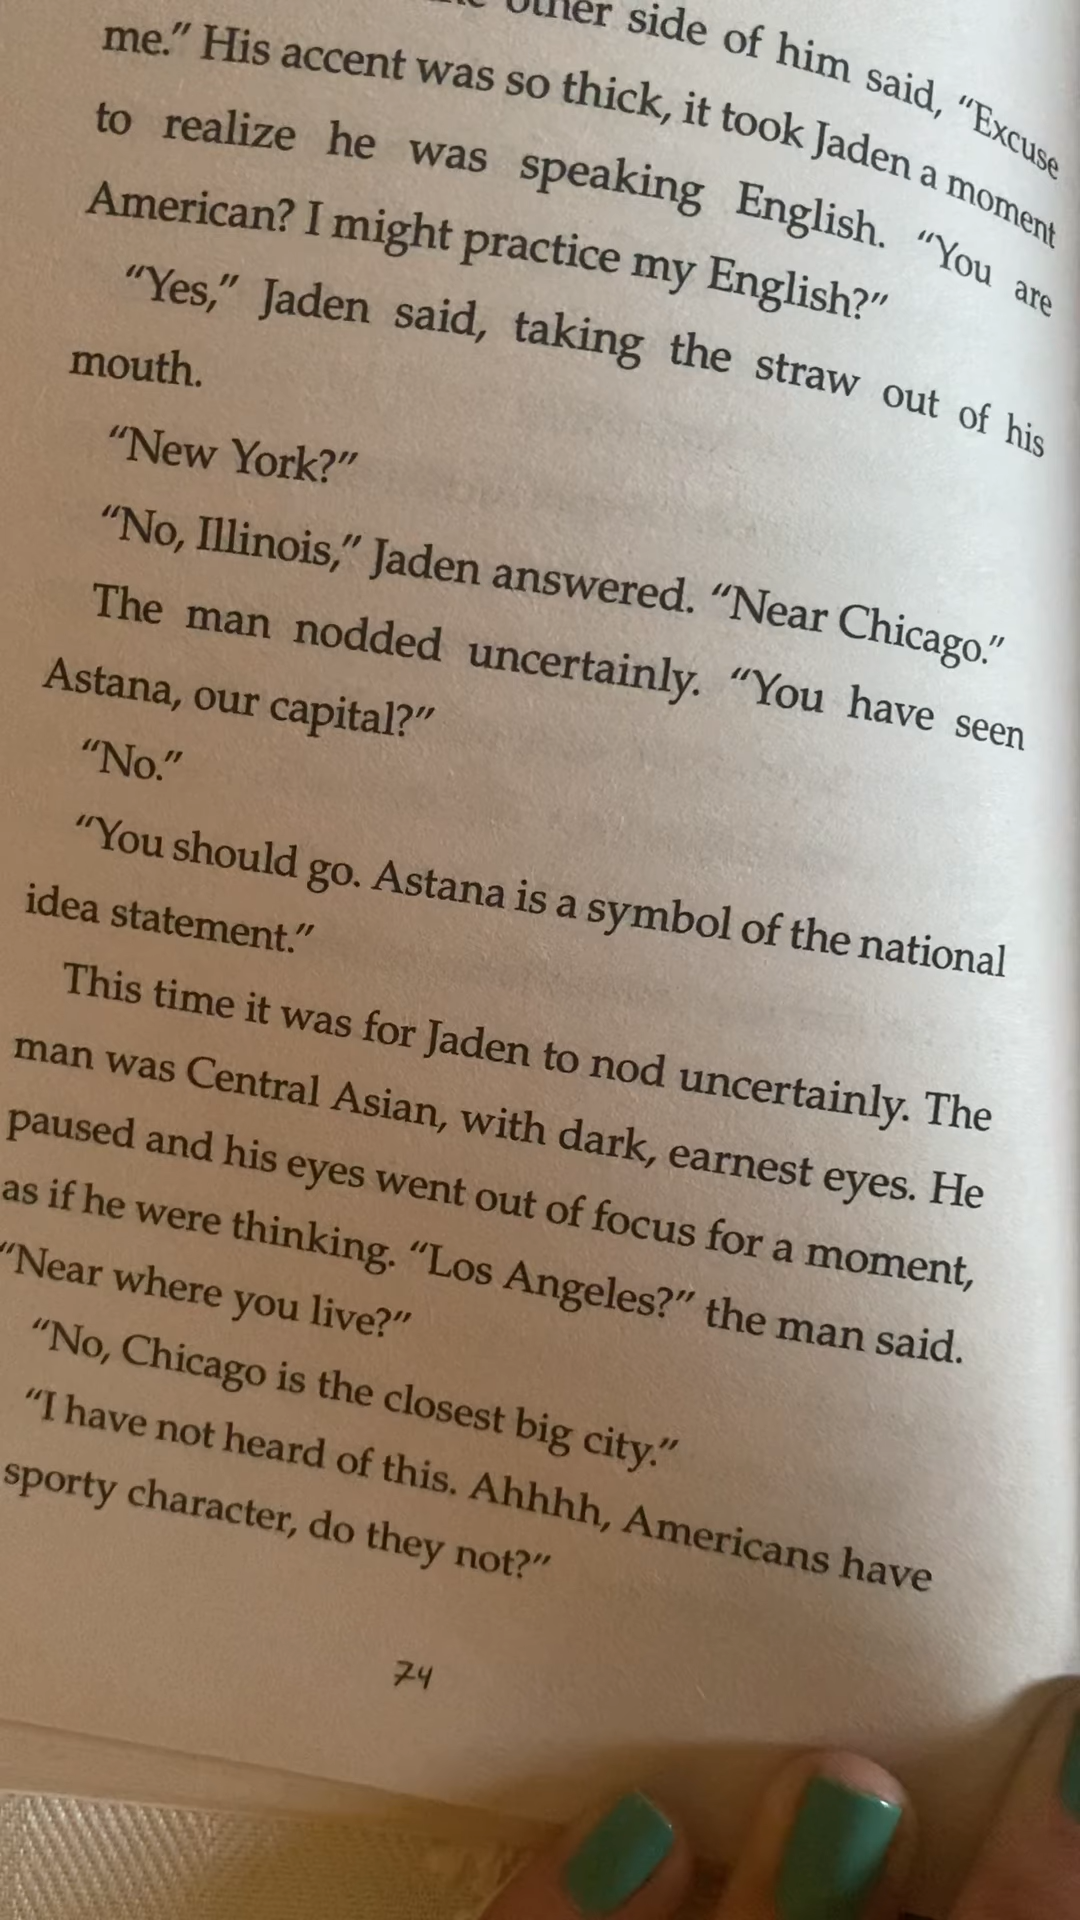 other side of him said, “Excuse
me.” His accent was so thick, it took Jaden a moment
to realize he was speaking English. “You are
American? I might practice my English?”
“Yes,” Jaden said, taking the straw out of his
mouth.
“New York?”
“No, Illinois,” Jaden answered. “Near Chicago.”
The man nodded uncertainly. “You have seen
Astana, our capital?”
“No.”
“You should go. Astana is a symbol of the national
idea statement.”
This time it was for Jaden to nod uncertainly. The
man was Central Asian, with dark, earnest eyes. He
paused and his eyes went out of focus for a moment,
as if he were thinking. “Los Angeles?” the man said.
“Near where you live?”
“No, Chicago is the closest big city.”
“I have not heard of this. Ahhhh, Americans have
sporty character, do they not?”
74